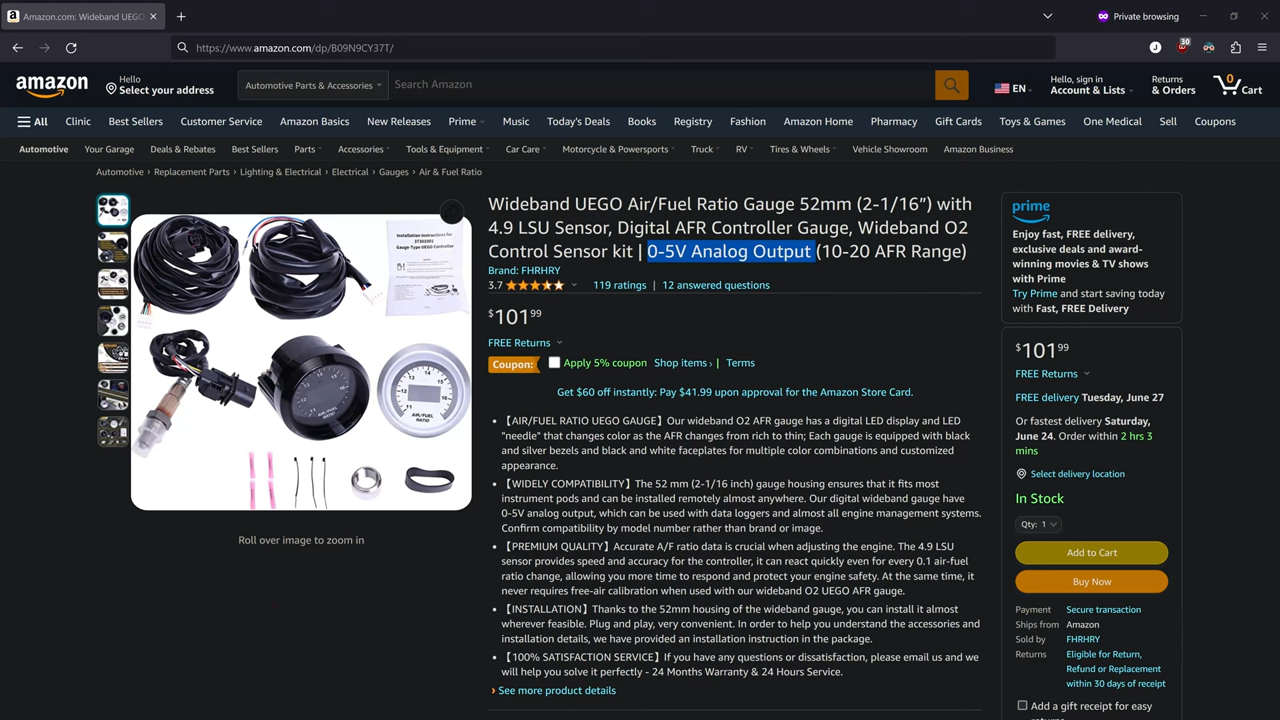 Amazon.com: Wideband UEGO
Private browsing
https://www.amazon.com/dp/B09N9CY37T/
J
30
amazon
Hello
Select your address
Automotive Parts & Accessories
Search Amazon
EN
Hello, sign in
Account & Lists
Returns
& Orders
0
Cart
All
Clinic
Best Sellers
Customer Service
Amazon Basics
New Releases
Prime
Music
Today's Deals
Books
Registry
Fashion
Amazon Home
Pharmacy
Gift Cards
Toys & Games
One Medical
Sell
Coupons
Automotive
Your Garage
Deals & Rebates
Best Sellers
Parts
Accessories
Tools & Equipment
Car Care
Motorcycle & Powersports
Truck
RV
Tires & Wheels
Vehicle Showroom
Amazon Business
Automotive › Replacement Parts › Lighting & Electrical › Electrical › Gauges › Air & Fuel Ratio
Installation Instructions for
37301001
Gauge-Type UEGO Controller
AIR/FUEL
RATIO
11
12
13
14
15
16
AIR/FUEL
RATIO
Roll over image to zoom in
Wideband UEGO Air/Fuel Ratio Gauge 52mm (2-1/16”) with
4.9 LSU Sensor, Digital AFR Controller Gauge, Wideband O2
Control Sensor kit | 0-5V Analog Output (10-20 AFR Range)
Brand: FHRHRY
3.7
119 ratings | 12 answered questions
$101 99
FREE Returns
Coupon:
Apply 5% coupon Shop items › | Terms
Get $60 off instantly: Pay $41.99 upon approval for the Amazon Store Card.
• 【AIR/FUEL RATIO UEGO GAUGE】Our wideband O2 AFR gauge has a digital LED display and LED
"needle" that changes color as the AFR changes from rich to thin; Each gauge is equipped with black
and silver bezels and black and white faceplates for multiple color combinations and customized
appearance.
• 【WIDELY COMPATIBILITY】The 52 mm (2-1/16 inch) gauge housing ensures that it fits most
instrument pods and can be installed remotely almost anywhere. Our digital wideband gauge have
0-5V analog output, which can be used with data loggers and almost all engine management systems.
Confirm compatibility by model number rather than brand or image.
• 【PREMIUM QUALITY】Accurate A/F ratio data is crucial when adjusting the engine. The 4.9 LSU
sensor provides speed and accuracy for the controller, it can react quickly even for every 0.1 air-fuel
ratio change, allowing you more time to respond and protect your engine safety. At the same time, it
never requires free-air calibration when used with our wideband O2 UEGO AFR gauge.
• 【INSTALLATION】Thanks to the 52mm housing of the wideband gauge, you can install it almost
wherever feasible. Plug and play, very convenient. In order to help you understand the accessories and
installation details, we have provided an installation instruction in the package.
• 【100% SATISFACTION SERVICE】If you have any questions or dissatisfaction, please email us and we
will help you solve it perfectly - 24 Months Warranty & 24 Hours Service.
› See more product details
prime
Enjoy fast, FREE delivery,
exclusive deals and award-
winning movies & TV shows
with Prime
Try Prime and start saving today
with Fast, FREE Delivery
$101 99
FREE Returns
FREE delivery Tuesday, June 27
Or fastest delivery Saturday,
June 24. Order within 2 hrs 3
mins
Select delivery location
In Stock
Qty: 1
Add to Cart
Buy Now
Payment Secure transaction
Ships from Amazon
Sold by FHRHRY
Returns Eligible for Return,
Refund or Replacement
within 30 days of receipt
Add a gift receipt for easy
returns